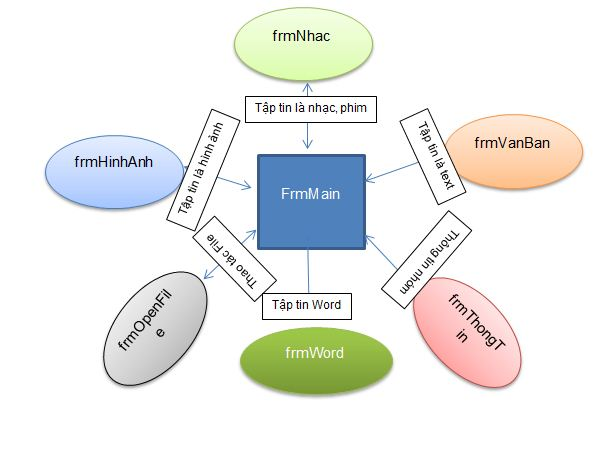 frmNhac
Tập tin là nhạc, phim
frmHinhAnh
Tập tin là hình ảnh
FrmMain
Tập tin là text
frmVanBan
Thao tác File
Thông tin nhóm
frmOpenFil
e
Tập tin Word
frmWord
frmThongT
in